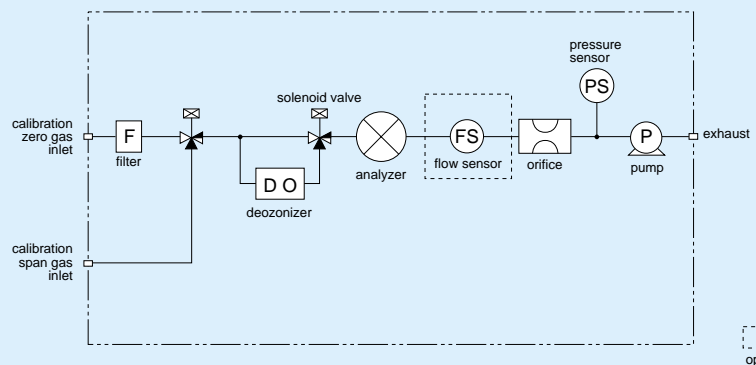 pressure
sensor
PS
solenoid valve
calibration
zero gas
inlet
F
filter
D O
deozonizer
analyzer
FS
flow sensor
orifice
P
pump
exhaust
calibration
span gas
inlet